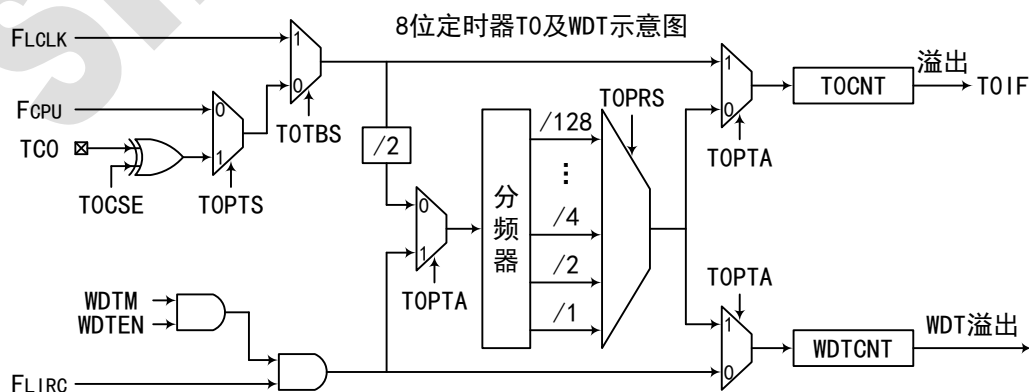 8位定时器T0及WDT示意图
FLCLK
1
0
T0TBS
FCPU
0
1
TC0
T0CSE
T0PTS
/2
0
1
T0PTA
分频器
/128
⋮
/4
/2
/1
T0PRS
1
0
T0PTA
T0CNT
溢出
T0IF
WDTM
WDTEN
FLIRC
T0PTA
1
0
WDTCNT
WDT溢出